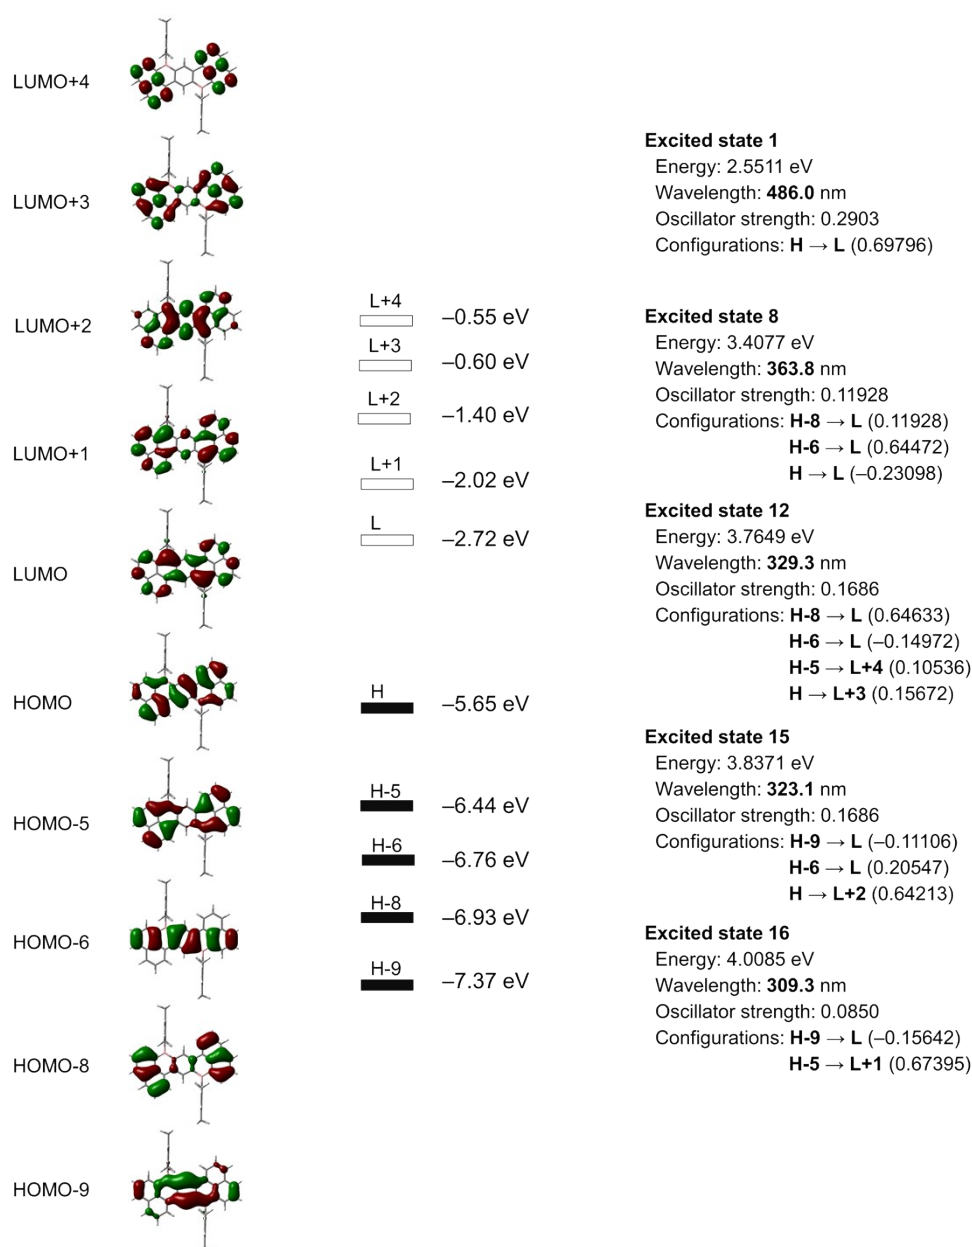 LUMO+4
LUMO+3
LUMO+2
LUMO+1
LUMO
HOMO
HOMO-5
HOMO-6
HOMO-8
HOMO-9
L+4 –0.55 eV
L+3 –0.60 eV
L+2 –1.40 eV
L+1 –2.02 eV
L –2.72 eV
H –5.65 eV
H-5 –6.44 eV
H-6 –6.76 eV
H-8 –6.93 eV
H-9 –7.37 eV
Excited state 1
Energy: 2.5511 eV
Wavelength: 486.0 nm
Oscillator strength: 0.2903
Configurations: H → L (0.69796)
Excited state 8
Energy: 3.4077 eV
Wavelength: 363.8 nm
Oscillator strength: 0.11928
Configurations: H-8 → L (0.11928)
H-6 → L (0.64472)
H → L (–0.23098)
Excited state 12
Energy: 3.7649 eV
Wavelength: 329.3 nm
Oscillator strength: 0.1686
Configurations: H-8 → L (0.64633)
H-6 → L (–0.14972)
H-5 → L+4 (0.10536)
H → L+3 (0.15672)
Excited state 15
Energy: 3.8371 eV
Wavelength: 323.1 nm
Oscillator strength: 0.1686
Configurations: H-9 → L (–0.11106)
H-6 → L (0.20547)
H → L+2 (0.64213)
Excited state 16
Energy: 4.0085 eV
Wavelength: 309.3 nm
Oscillator strength: 0.0850
Configurations: H-9 → L (–0.15642)
H-5 → L+1 (0.67395)